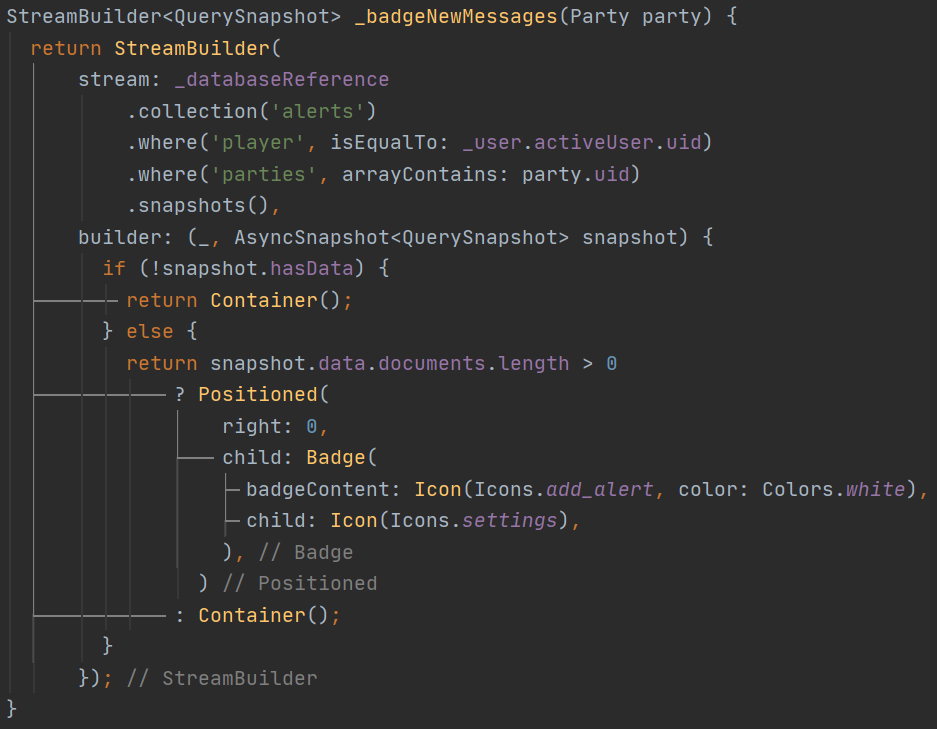 StreamBuilder<QuerySnapshot> _badgeNewMessages(Party party) {
  return StreamBuilder(
      stream: _databaseReference
          .collection('alerts')
          .where('player', isEqualTo: _user.activeUser.uid)
          .where('parties', arrayContains: party.uid)
          .snapshots(),
      builder: (_, AsyncSnapshot<QuerySnapshot> snapshot) {
        if (!snapshot.hasData) {
          return Container();
        } else {
          return snapshot.data.documents.length > 0
              ? Positioned(
                  right: 0,
                  child: Badge(
                    badgeContent: Icon(Icons.add_alert, color: Colors.white),
                    child: Icon(Icons.settings),
                  ), // Badge
                ) // Positioned
              : Container();
        }
      }); // StreamBuilder
}